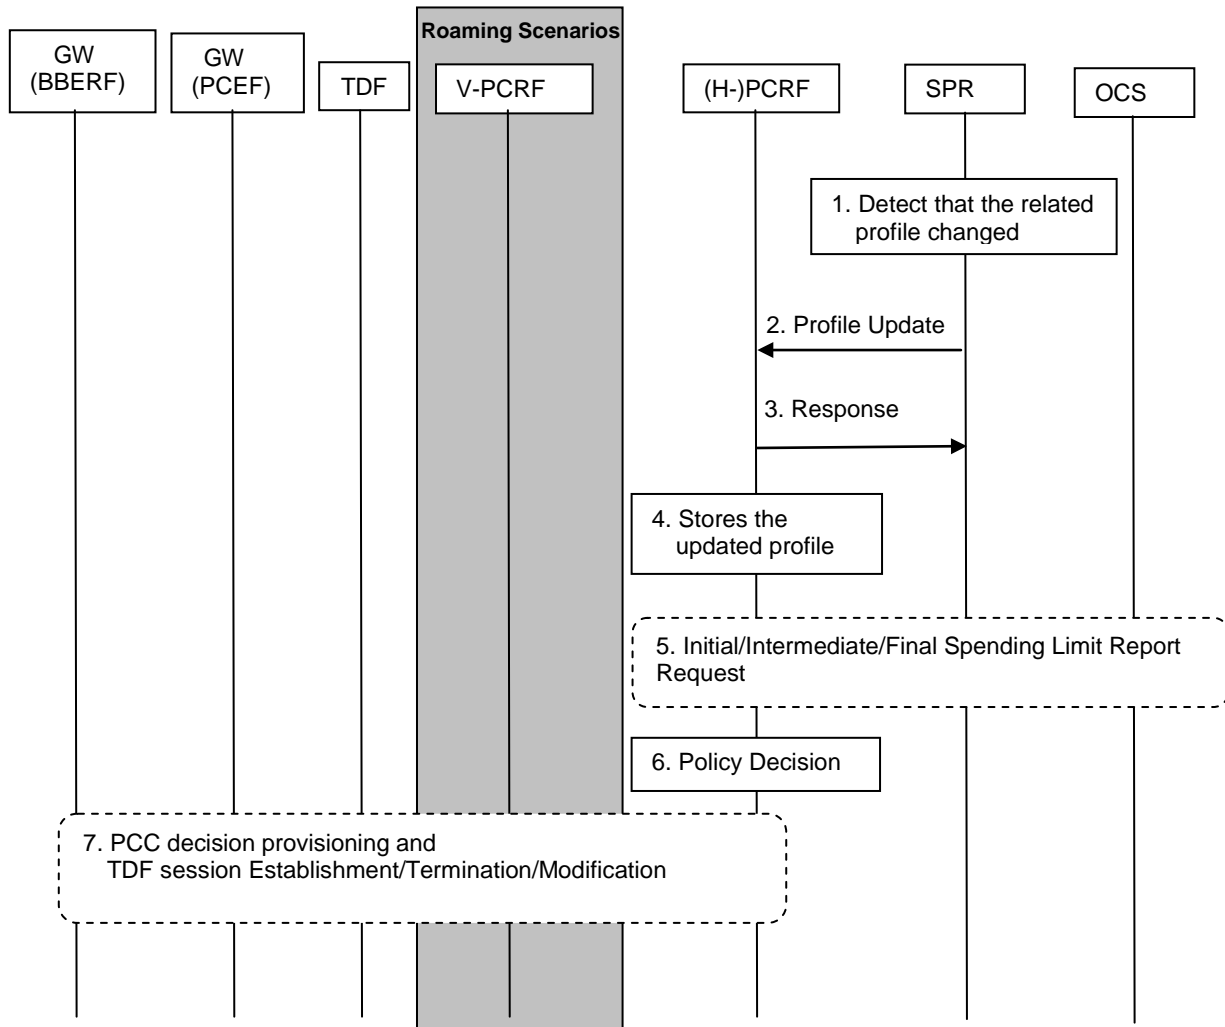 Roaming Scenarios
GW
(BBERF)
GW
(PCEF)
TDF
V-PCRF
(H-)PCRF
SPR
OCS
1. Detect that the related
profile changed
2. Profile Update
3. Response
4. Stores the
updated profile
5. Initial/Intermediate/Final Spending Limit Report
Request
6. Policy Decision
7. PCC decision provisioning and
TDF session Establishment/Termination/Modification